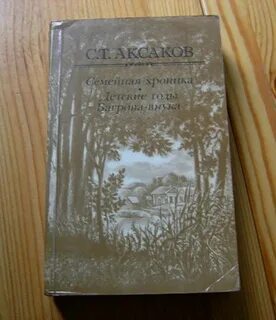 С.Т. АКСАКОВ
Семейная хроника
Детские годы
Багрова-внука